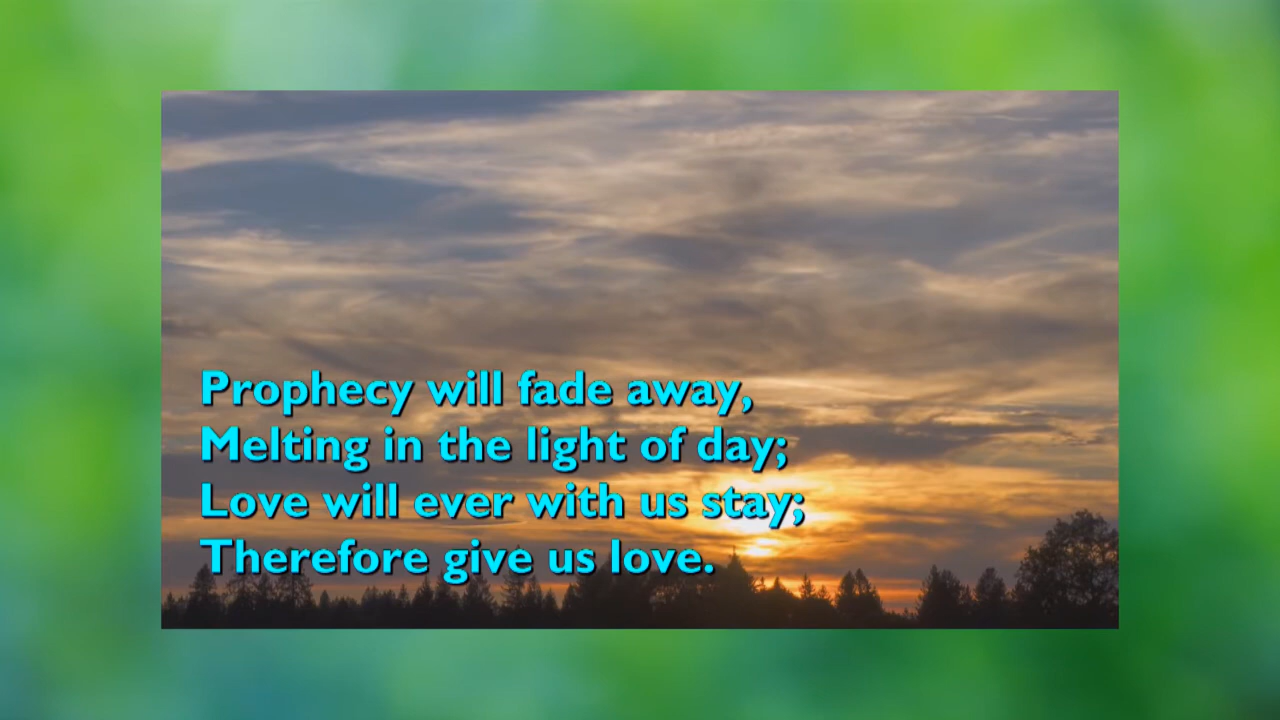 Prophecy will fade away,
Melting in the light of day;
Love will ever with us stay;
Therefore give us love.